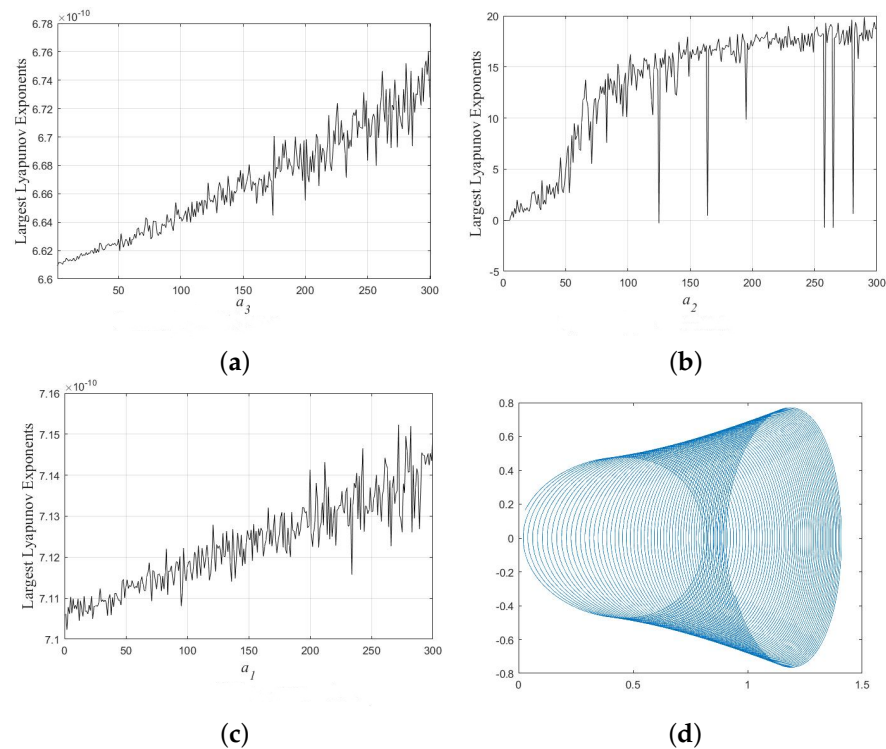 ×10⁻¹⁰
6.78
6.76
6.74
6.72
6.7
6.68
6.66
6.64
6.62
6.6
Largest Lyapunov Exponents
50 100 150 200 250 300
a₃
(a)
20
15
10
5
0
-5
Largest Lyapunov Exponents
0 50 100 150 200 250 300
a₂
(b)
×10⁻¹⁰
7.16
7.15
7.14
7.13
7.12
7.11
7.1
Largest Lyapunov Exponents
0 50 100 150 200 250 300
a₁
(c)
0.8
0.6
0.4
0.2
0
-0.2
-0.4
-0.6
-0.8
0 0.5 1 1.5
(d)